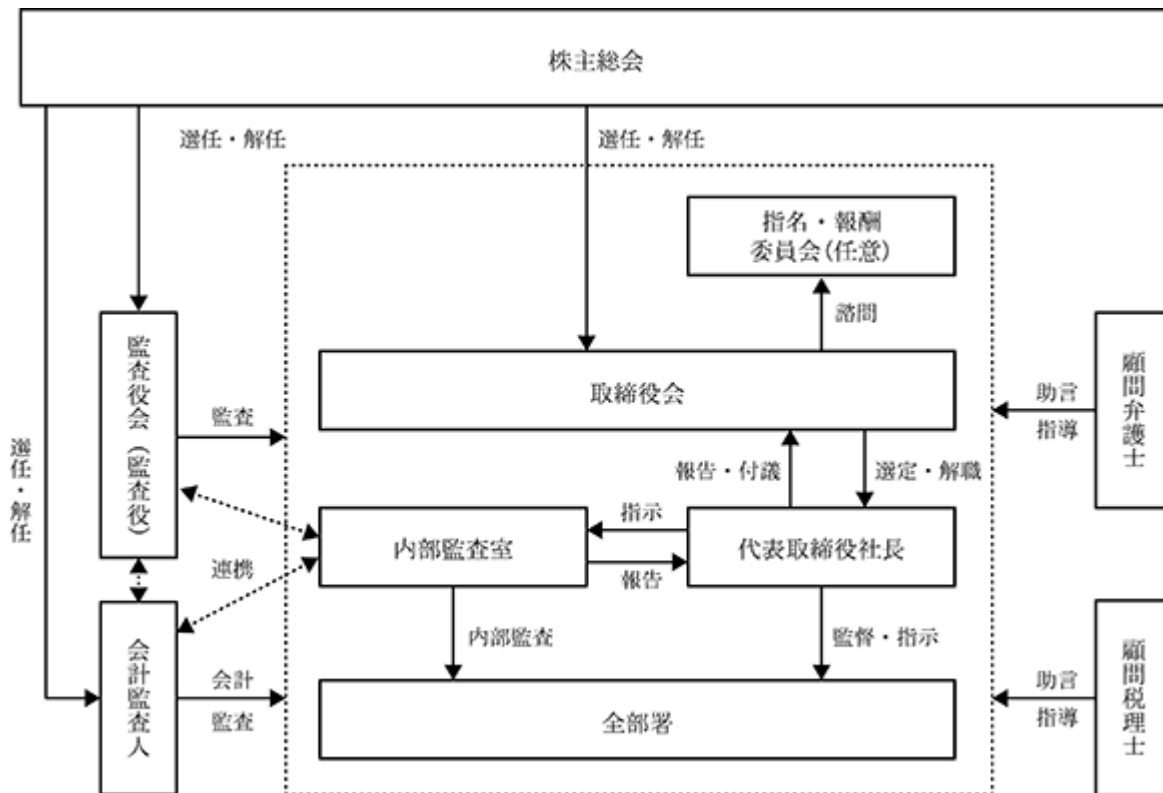 株主総会
選任・解任
選任・解任
指名・報酬
委員会(任意)
諮問
監査役会(監査役)
取締役会
顧問弁護士
監査
助言
指導
選任・解任
報告・付議
選定・解職
内部監査室
指示
報告
代表取締役社長
連携
会計監査人
内部監査
監督・指示
顧問税理士
会計
監査
全部署
助言
指導